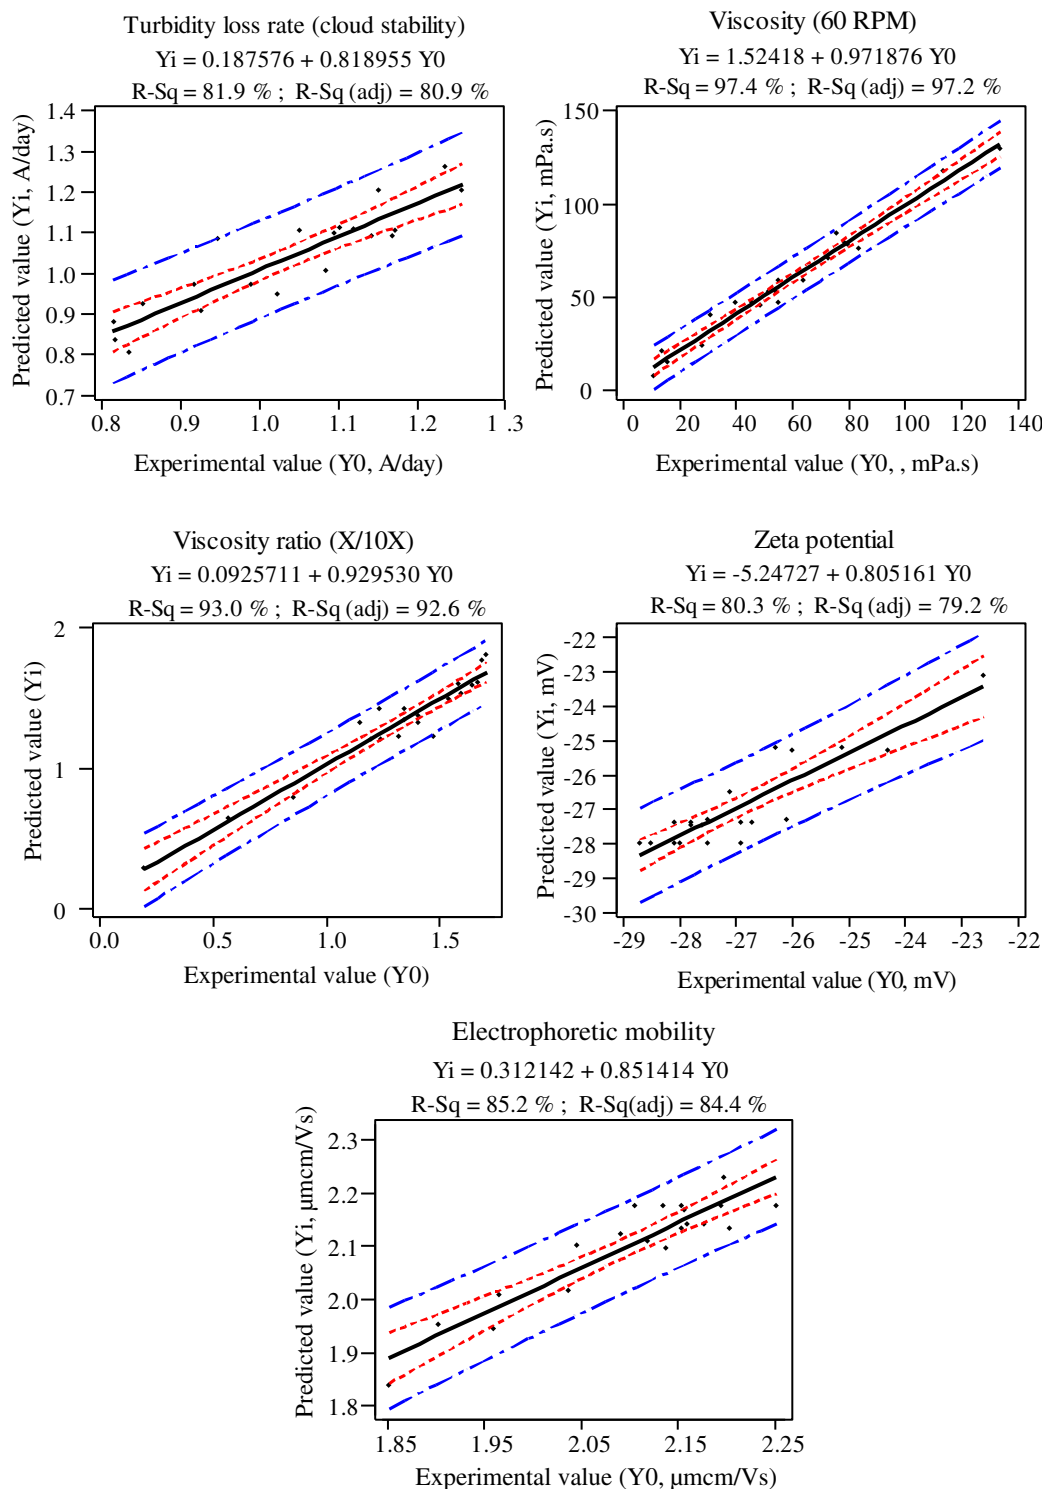 Turbidity loss rate (cloud stability)
Yi = 0.187576 + 0.818955 Y0
R-Sq = 81.9 % ; R-Sq (adj) = 80.9 %
Predicted value (Yi, A/day)
1.4
1.3
1.2
1.1
1.0
0.9
0.8
0.7
0.8 0.9 1.0 1.1 1.2 1 .3
Experimental value (Y0, A/day)
Viscosity (60 RPM)
Yi = 1.52418 + 0.971876 Y0
R-Sq = 97.4 % ; R-Sq (adj) = 97.2 %
Predicted value (Yi, mPa.s)
150
100
50
0
0 20 40 60 80 100 120 140
Experimental value (Y0, , mPa.s)
Viscosity ratio (X/10X)
Yi = 0.0925711 + 0.929530 Y0
R-Sq = 93.0 % ; R-Sq (adj) = 92.6 %
Predicted value (Yi)
2
1
0
0.0 0.5 1.0 1.5
Experimental value (Y0)
Zeta potential
Yi = -5.24727 + 0.805161 Y0
R-Sq = 80.3 % ; R-Sq (adj) = 79.2 %
Predicted value (Yi, mV)
-22
-23
-24
-25
-26
-27
-28
-29
-30
-29 -28 -27 -26 -25 -24 -23 -22
Experimental value (Y0, mV)
Electrophoretic mobility
Yi = 0.312142 + 0.851414 Y0
R-Sq = 85.2 % ; R-Sq(adj) = 84.4 %
Predicted value (Yi, μmcm/Vs)
2.3
2.2
2.1
2.0
1.9
1.8
1.85 1.95 2.05 2.15 2.25
Experimental value (Y0, μmcm/Vs)